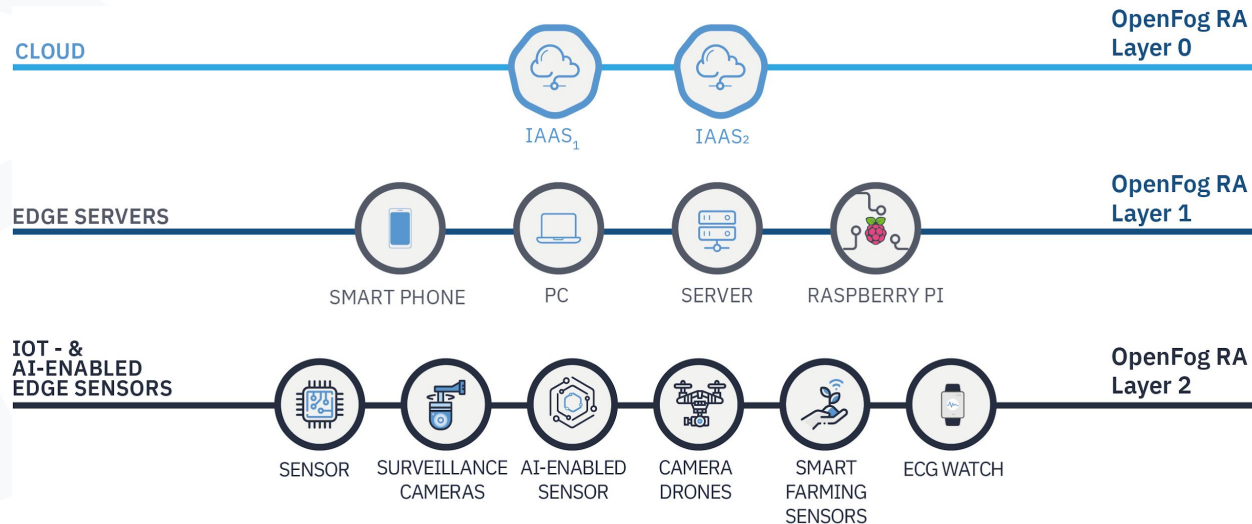 OpenFog RA
Layer 0
CLOUD
IAAS₁
IAAS₂
OpenFog RA
Layer 1
EDGE SERVERS
SMART PHONE
PC
SERVER
RASPBERRY PI
IOT - &
AI-ENABLED
EDGE SENSORS
OpenFog RA
Layer 2
SENSOR
SURVEILLANCE
CAMERAS
AI-ENABLED
SENSOR
CAMERA
DRONES
SMART
FARMING
SENSORS
ECG WATCH